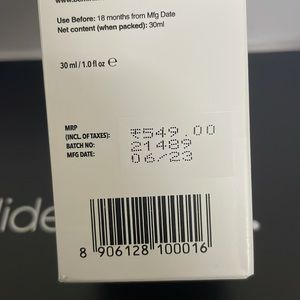 Use Before: 18 months from Mfg Date
Net content (when packed): 30ml
30 ml / 1.0 fl oz ℮
MRP
(INCL. OF TAXES): ₹549.00
BATCH NO: 21489
MFG DATE: 06/23
lide
8 906128 100016